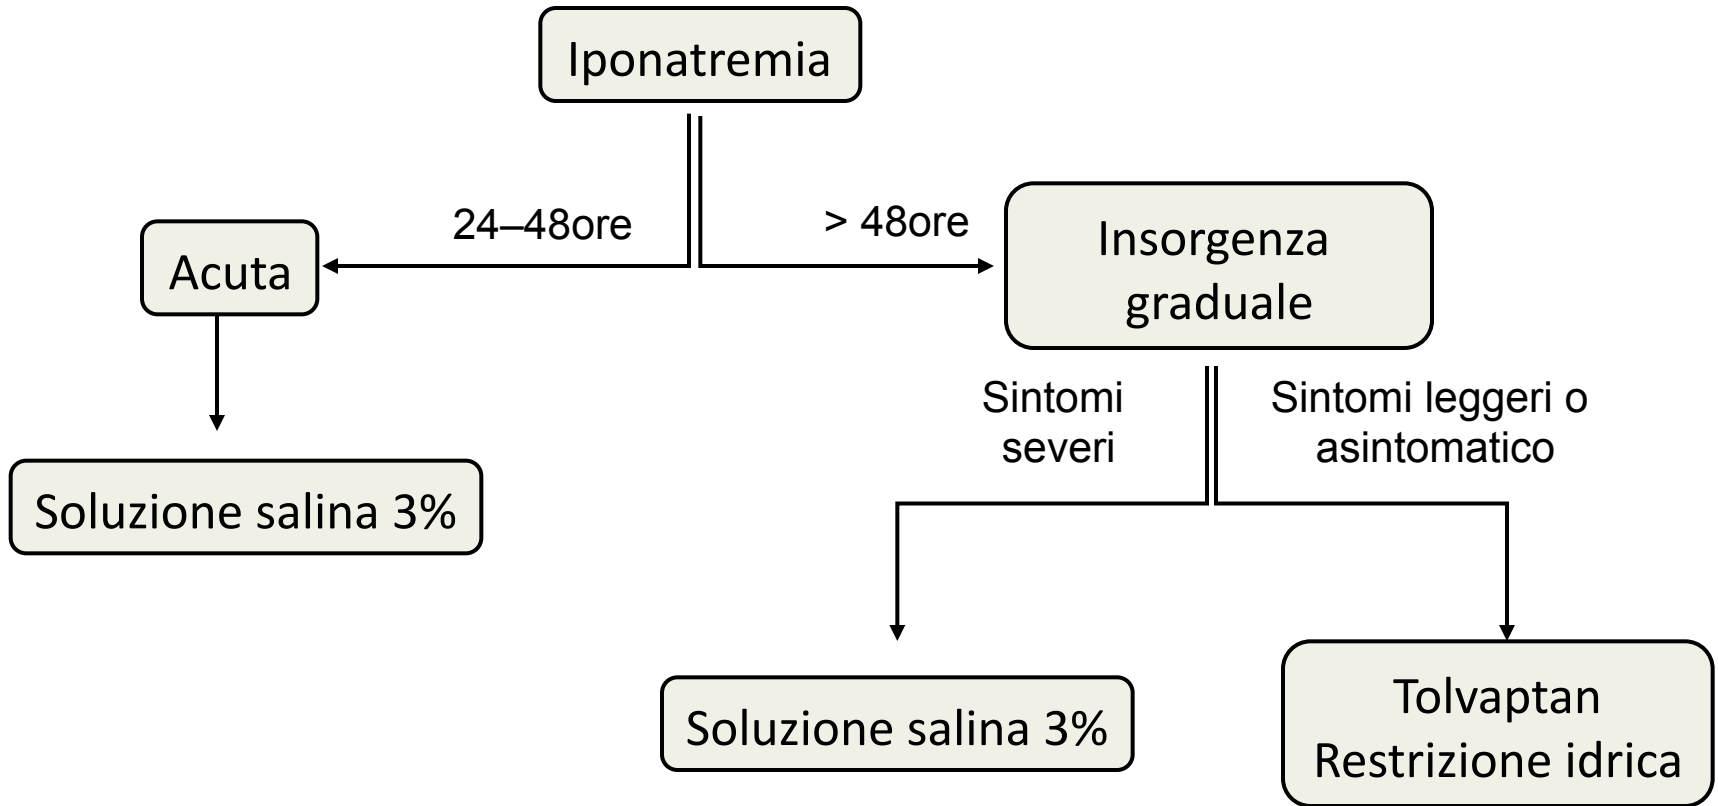 Iponatremia
24–48ore
> 48ore
Acuta
Insorgenza
graduale
Sintomi
severi
Sintomi leggeri o
asintomatico
Soluzione salina 3%
Soluzione salina 3%
Tolvaptan
Restrizione idrica